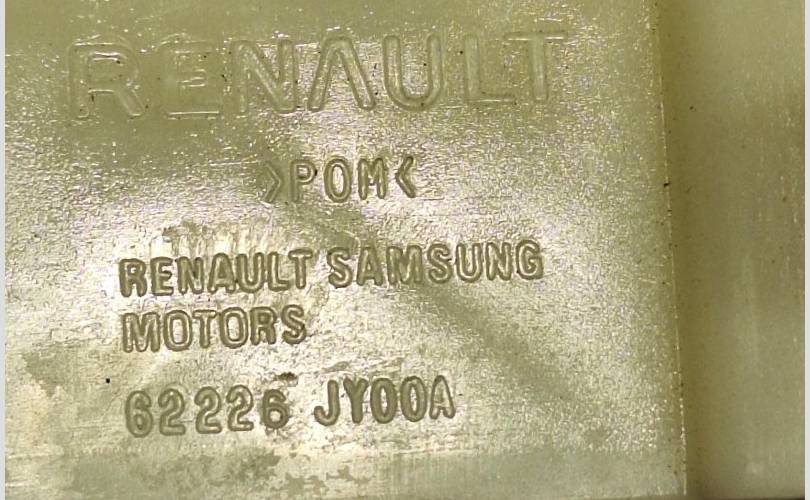 RENAULT
>POM<
RENAULT SAMSUNG
MOTORS
62226 JY00A